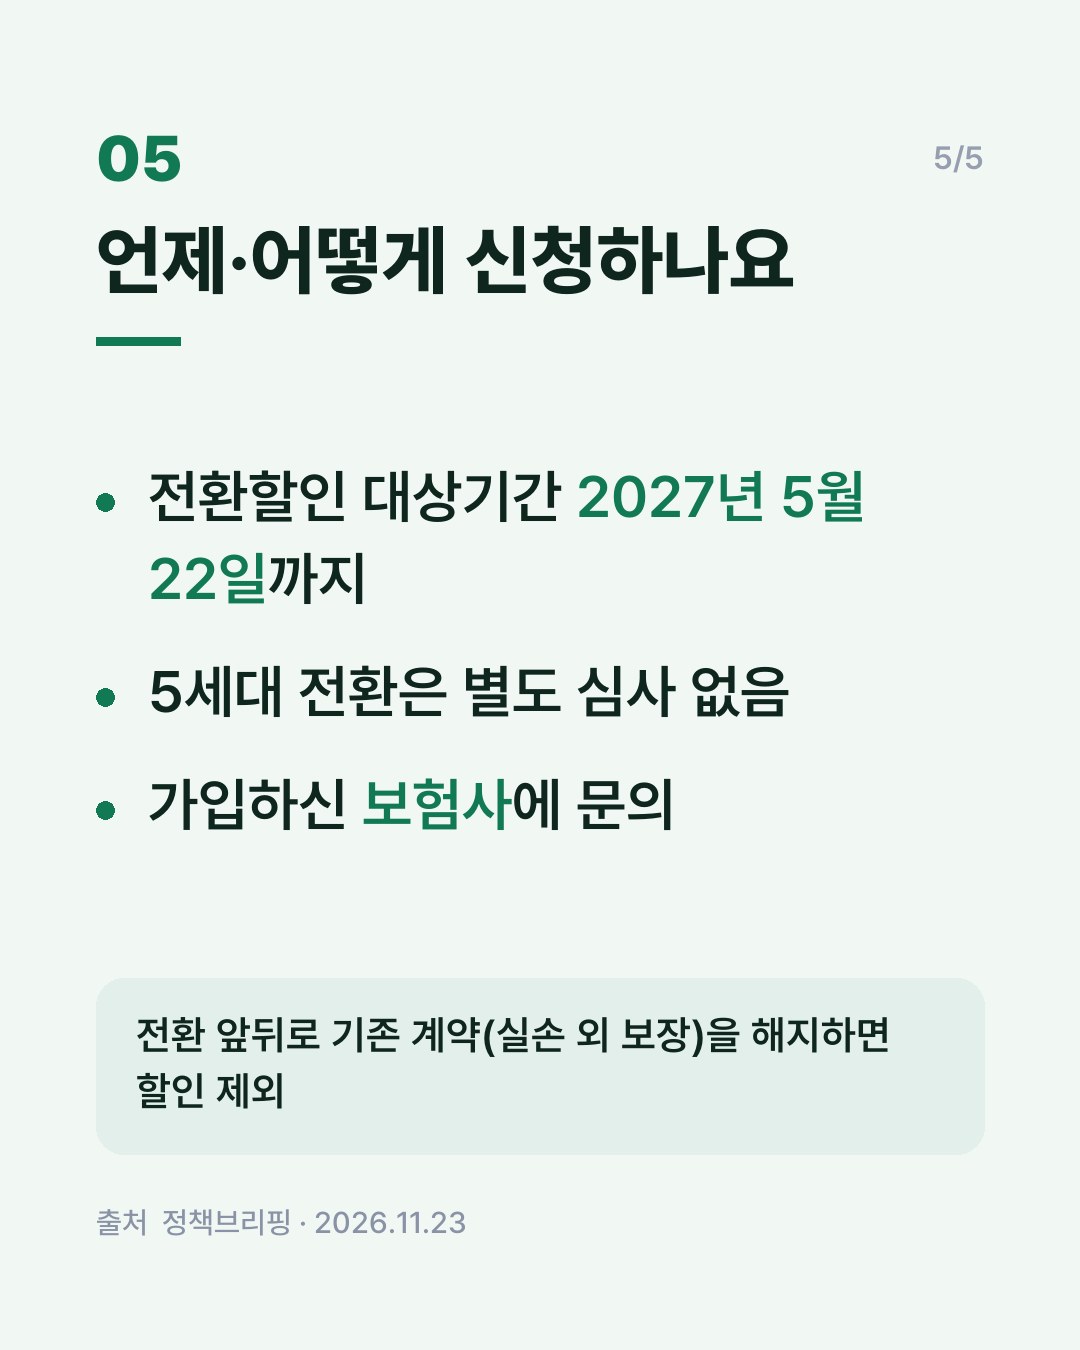 05
5/5
언제·어떻게 신청하나요
• 전환할인 대상기간 2027년 5월
22일까지
• 5세대 전환은 별도 심사 없음
• 가입하신 보험사에 문의
전환 앞뒤로 기존 계약(실손 외 보장)을 해지하면
할인 제외
출처 정책브리핑 · 2026.11.23